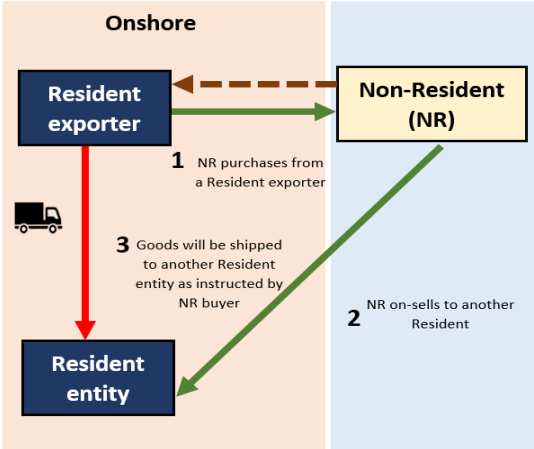 Onshore
Resident
exporter
Non-Resident
(NR)
1 NR purchases from
a Resident exporter
3 Goods will be shipped
to another Resident
entity as instructed by
NR buyer
2 NR on-sells to another
Resident
Resident
entity